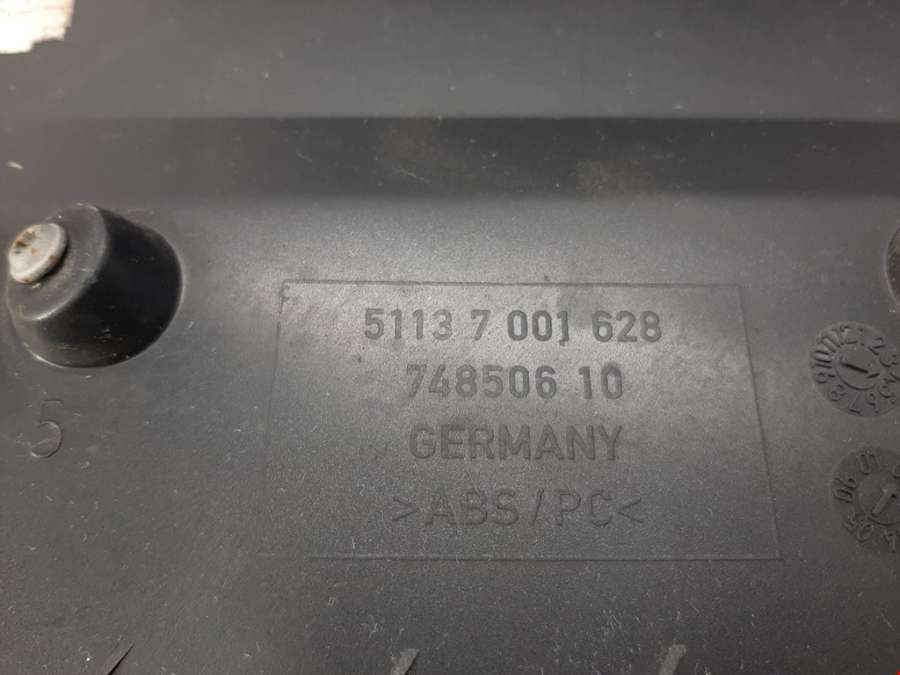 5113 7 001 628
748506 10
GERMANY
>ABS/PC<
5